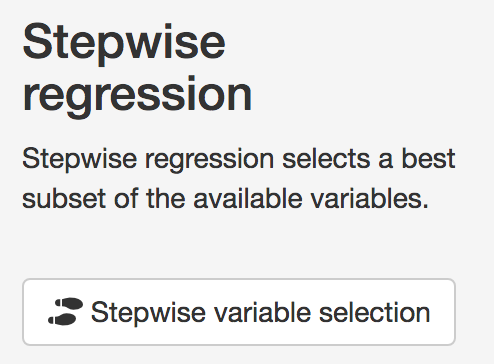 Stepwise
regression
Stepwise regression selects a best
subset of the available variables.
Stepwise variable selection